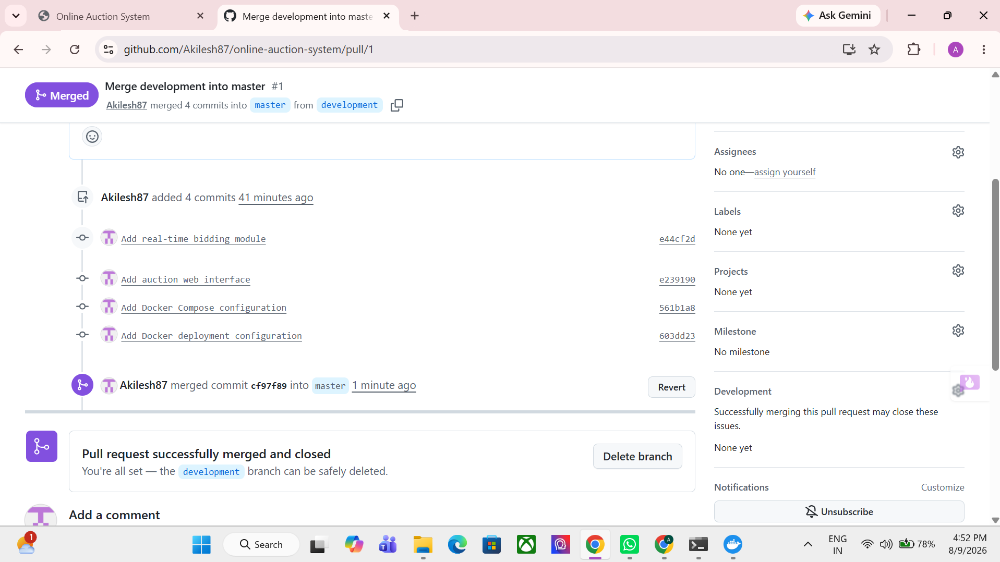 Online Auction System
Merge development into maste
Ask Gemini
github.com/Akilesh87/online-auction-system/pull/1
A
Merged
Merge development into master #1
Akilesh87 merged 4 commits into master from development
Assignees
No one—assign yourself
Akilesh87 added 4 commits 41 minutes ago
Labels
None yet
Add real-time bidding module e44cf2d
Projects
None yet
Add auction web interface e239190
Add Docker Compose configuration 561b1a8
Add Docker deployment configuration 603dd23
Milestone
No milestone
Akilesh87 merged commit cf97f89 into master 1 minute ago
Revert
Development
Successfully merging this pull request may close these
issues.
None yet
Pull request successfully merged and closed
You're all set — the development branch can be safely deleted.
Delete branch
Notifications
Customize
Unsubscribe
Add a comment
1
Search
A
ENG
IN
78%
4:52 PM
8/9/2026